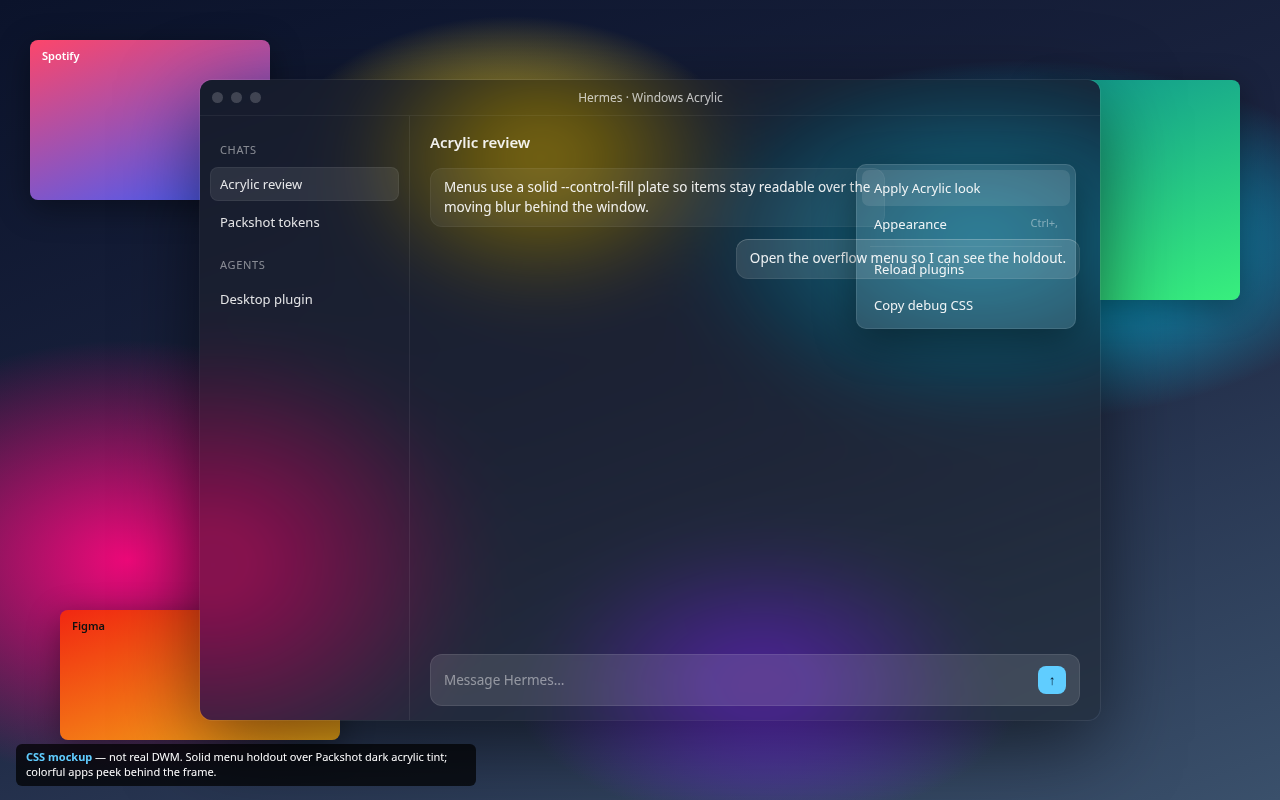 Spotify
Hermes · Windows Acrylic
CHATS
Acrylic review
Packshot tokens
AGENTS
Desktop plugin
Acrylic review
Menus use a solid --control-fill plate so items stay readable over the
moving blur behind the window.
Open the overflow menu so I can see the holdout.
Apply Acrylic look
Appearance Ctrl+,
Reload plugins
Copy debug CSS
Message Hermes...
↑
Figma
CSS mockup — not real DWM. Solid menu holdout over Packshot dark acrylic tint;
colorful apps peek behind the frame.